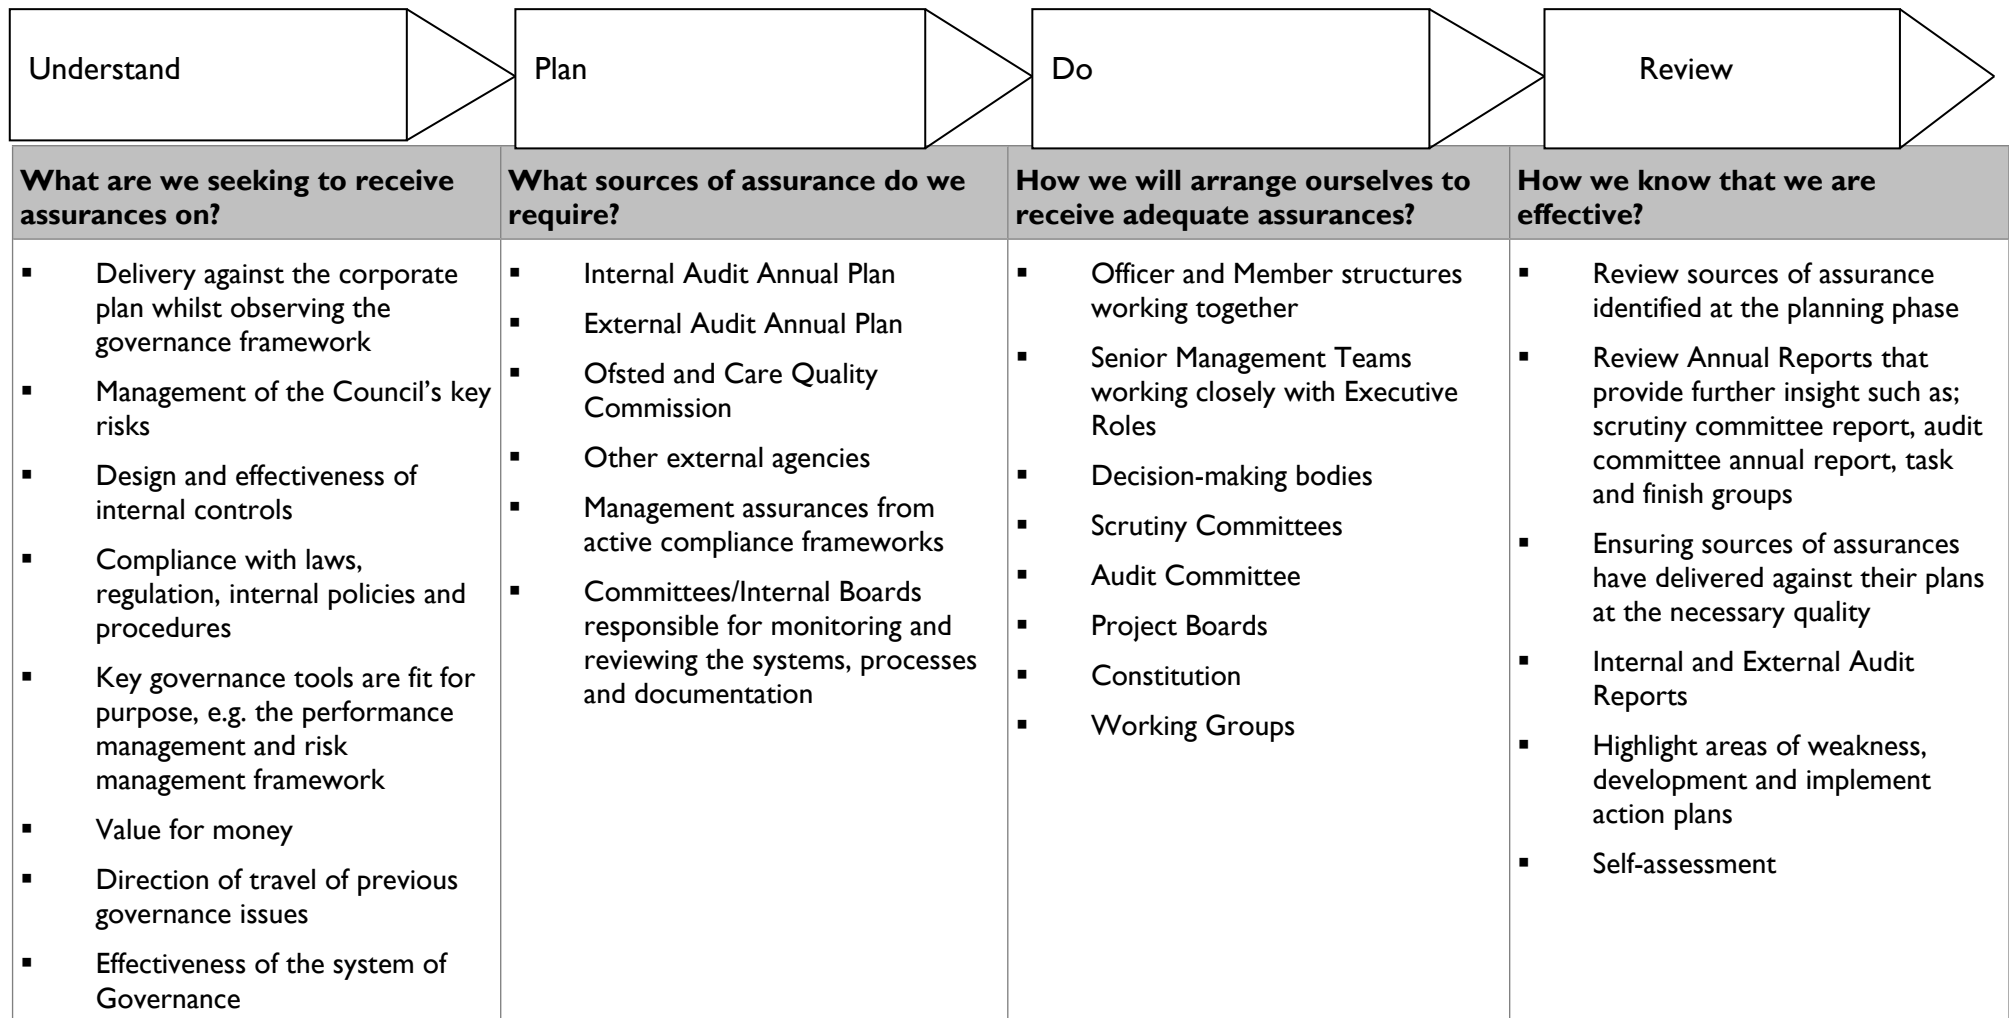 Understand
Plan
Do
Review
What are we seeking to receive
assurances on?
What sources of assurance do we
require?
How we will arrange ourselves to
receive adequate assurances?
How we know that we are
effective?
▪ Delivery against the corporate
plan whilst observing the
governance framework
▪ Management of the Council’s key
risks
▪ Design and effectiveness of
internal controls
▪ Compliance with laws,
regulation, internal policies and
procedures
▪ Key governance tools are fit for
purpose, e.g. the performance
management and risk
management framework
▪ Value for money
▪ Direction of travel of previous
governance issues
▪ Effectiveness of the system of
Governance
▪ Internal Audit Annual Plan
▪ External Audit Annual Plan
▪ Ofsted and Care Quality
Commission
▪ Other external agencies
▪ Management assurances from
active compliance frameworks
▪ Committees/Internal Boards
responsible for monitoring and
reviewing the systems, processes
and documentation
▪ Officer and Member structures
working together
▪ Senior Management Teams
working closely with Executive
Roles
▪ Decision-making bodies
▪ Scrutiny Committees
▪ Audit Committee
▪ Project Boards
▪ Constitution
▪ Working Groups
▪ Review sources of assurance
identified at the planning phase
▪ Review Annual Reports that
provide further insight such as;
scrutiny committee report, audit
committee annual report, task
and finish groups
▪ Ensuring sources of assurances
have delivered against their plans
at the necessary quality
▪ Internal and External Audit
Reports
▪ Highlight areas of weakness,
development and implement
action plans
▪ Self-assessment